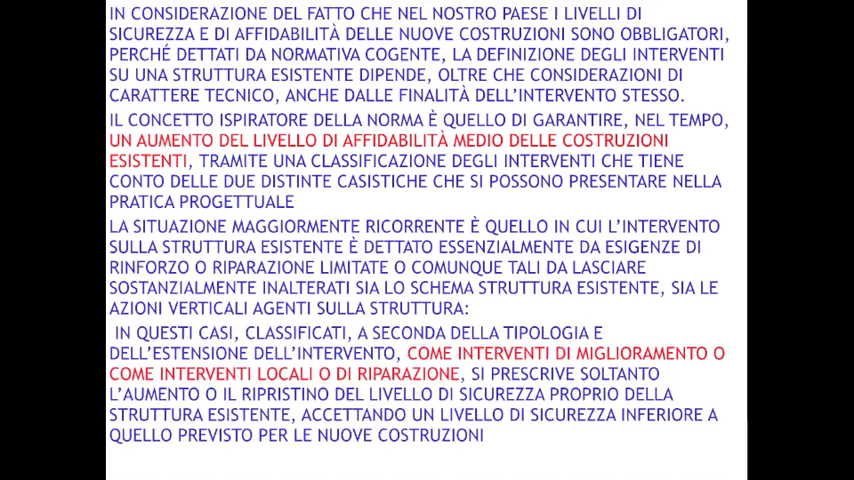 IN CONSIDERAZIONE DEL FATTO CHE NEL NOSTRO PAESE I LIVELLI DI
SICUREZZA E DI AFFIDABILITÀ DELLE NUOVE COSTRUZIONI SONO OBBLIGATORI,
PERCHÉ DETTATI DA NORMATIVA COGENTE, LA DEFINIZIONE DEGLI INTERVENTI
SU UNA STRUTTURA ESISTENTE DIPENDE, OLTRE CHE CONSIDERAZIONI DI
CARATTERE TECNICO, ANCHE DALLE FINALITÀ DELL'INTERVENTO STESSO.
IL CONCETTO ISPIRATORE DELLA NORMA È QUELLO DI GARANTIRE, NEL TEMPO,
UN AUMENTO DEL LIVELLO DI AFFIDABILITÀ MEDIO DELLE COSTRUZIONI
ESISTENTI, TRAMITE UNA CLASSIFICAZIONE DEGLI INTERVENTI CHE TIENE
CONTO DELLE DUE DISTINTE CASISTICHE CHE SI POSSONO PRESENTARE NELLA
PRATICA PROGETTUALE
LA SITUAZIONE MAGGIORMENTE RICORRENTE È QUELLO IN CUI L'INTERVENTO
SULLA STRUTTURA ESISTENTE È DETTATO ESSENZIALMENTE DA ESIGENZE DI
RINFORZO O RIPARAZIONE LIMITATE O COMUNQUE TALI DA LASCIARE
SOSTANZIALMENTE INALTERATI SIA LO SCHEMA STRUTTURA ESISTENTE, SIA LE
AZIONI VERTICALI AGENTI SULLA STRUTTURA:
IN QUESTI CASI, CLASSIFICATI, A SECONDA DELLA TIPOLOGIA E
DELL'ESTENSIONE DELL'INTERVENTO, COME INTERVENTI DI MIGLIORAMENTO O
COME INTERVENTI LOCALI O DI RIPARAZIONE, SI PRESCRIVE SOLTANTO
L'AUMENTO O IL RIPRISTINO DEL LIVELLO DI SICUREZZA PROPRIO DELLA
STRUTTURA ESISTENTE, ACCETTANDO UN LIVELLO DI SICUREZZA INFERIORE A
QUELLO PREVISTO PER LE NUOVE COSTRUZIONI